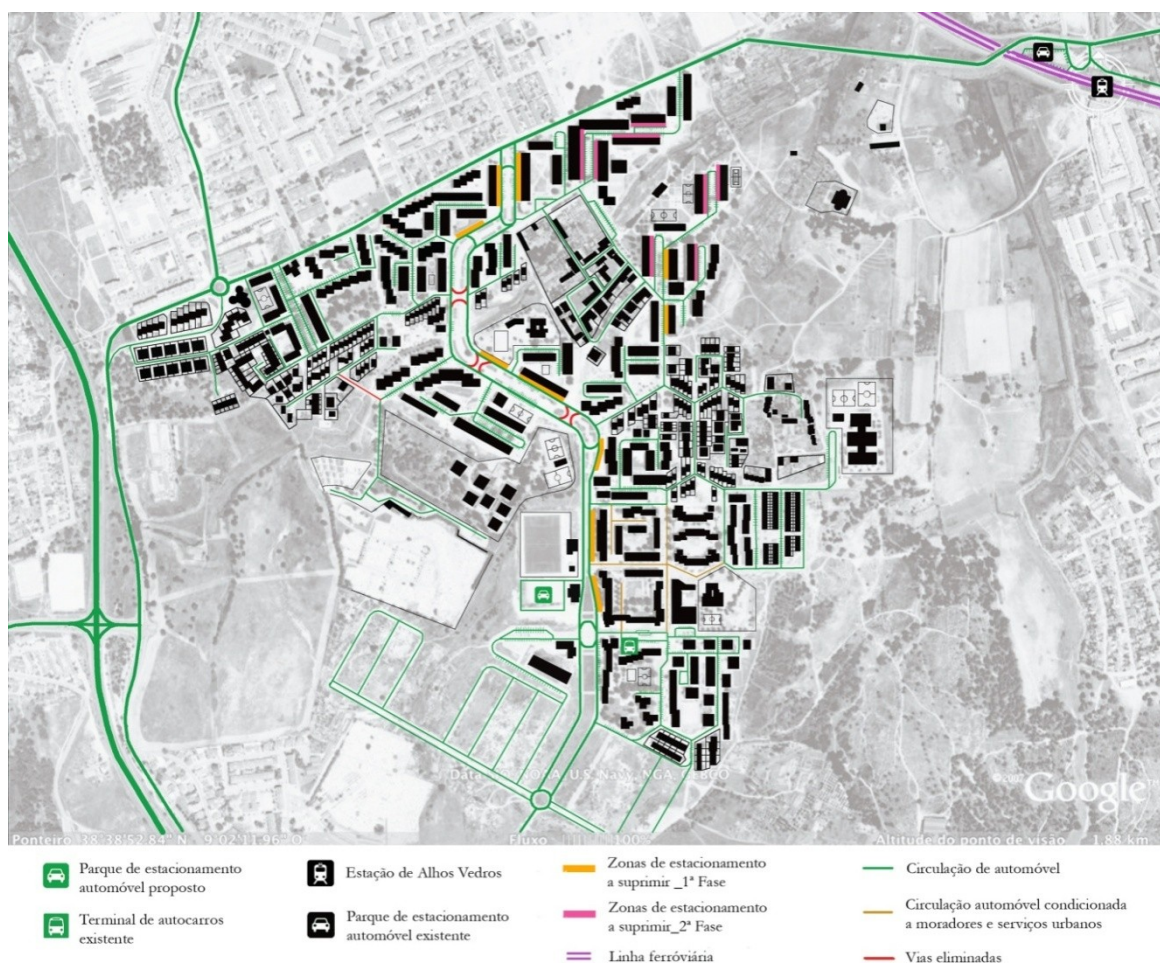 ©2007 Google
Ponteiro 38°38'52.84" N
9°02'11.96" O
Fluxo
100%
Altitude do ponto de visão
1.88 km
Parque de estacionamento
automóvel proposto
Terminal de autocarros
existente
Estação de Alhos Vedros
Parque de estacionamento
automóvel existente
Zonas de estacionamento
a suprimir _1ª Fase
Zonas de estacionamento
a suprimir_2ª Fase
Linha ferróviária
Circulação de automóvel
Circulação automóvel condicionada
a moradores e serviços urbanos
Vias eliminadas